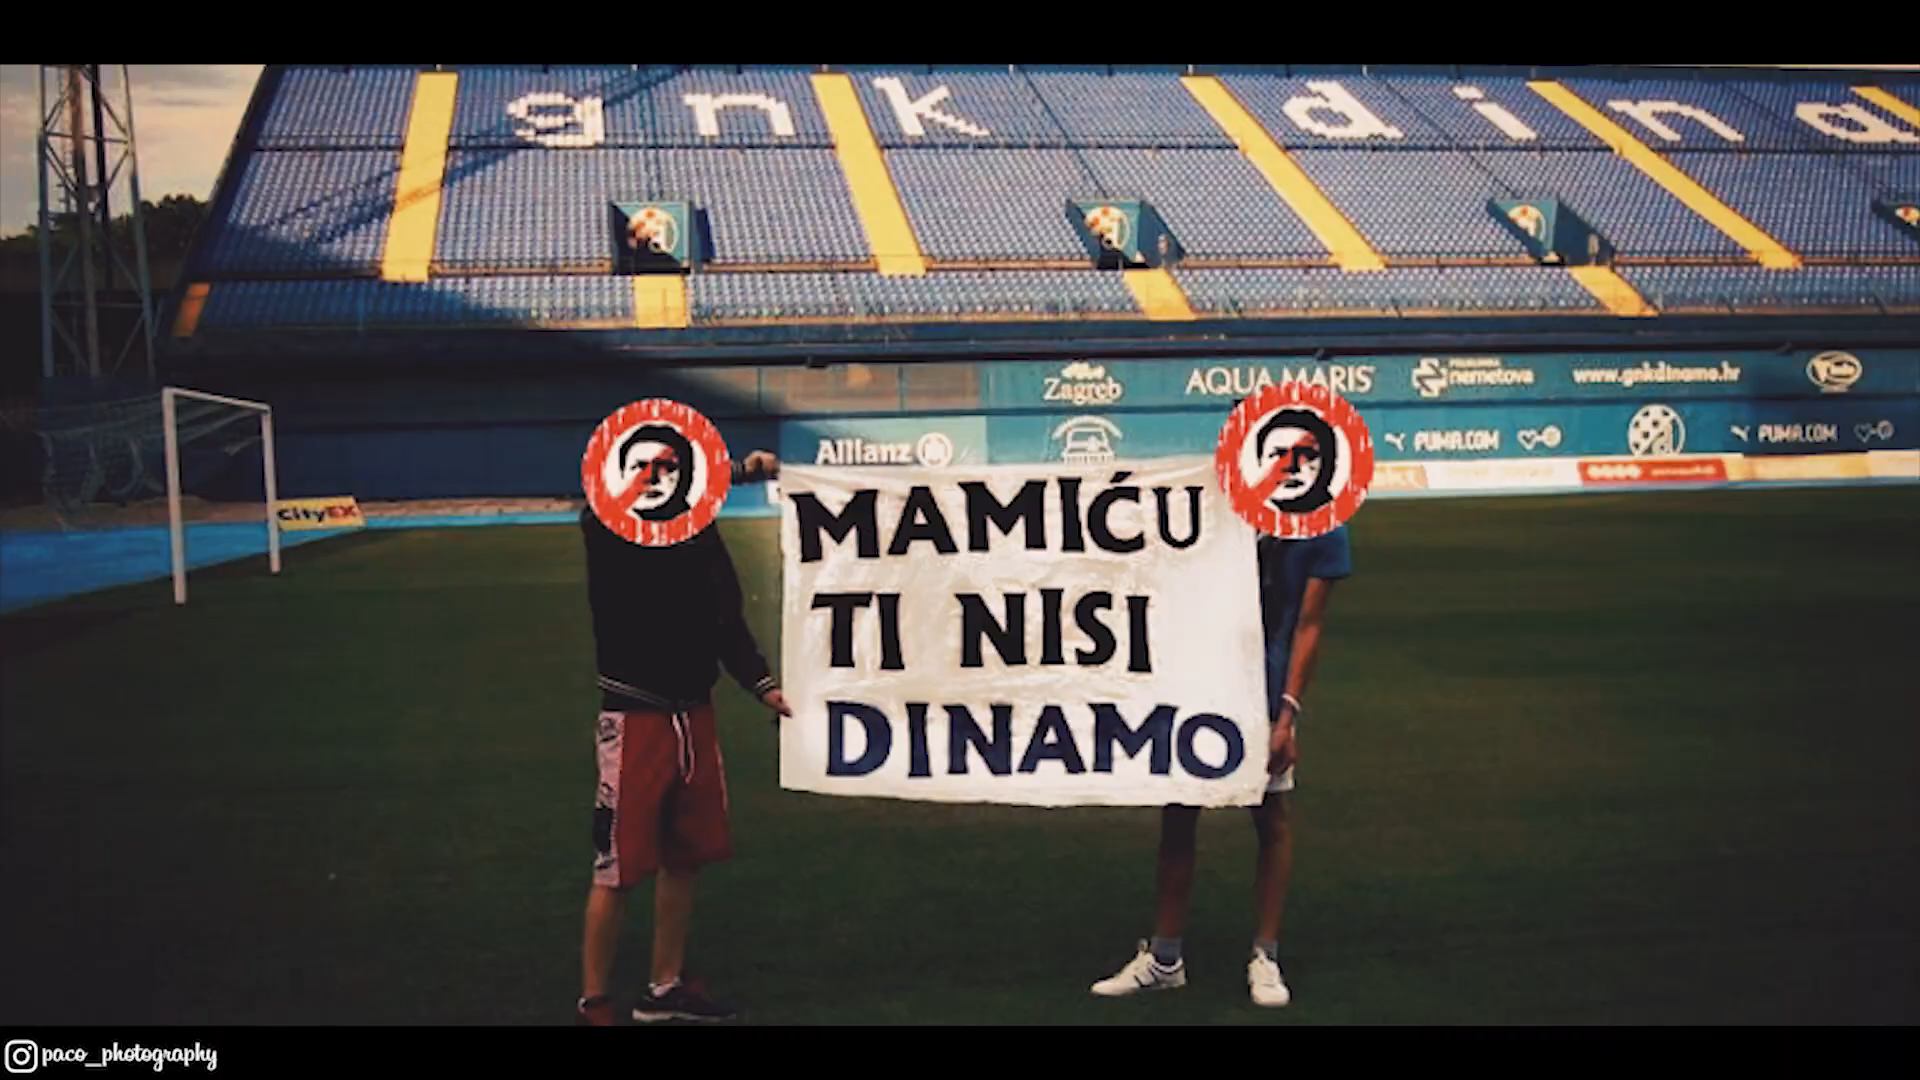 gnk dina
Zagreb
AQUA MARIS
nemetova
www.gnkdinamo.hr
Allianz
PUMA.COM
PUMA.COM
CityEX
MAMIĆU
TI NISI
DINAMO
paco_photography